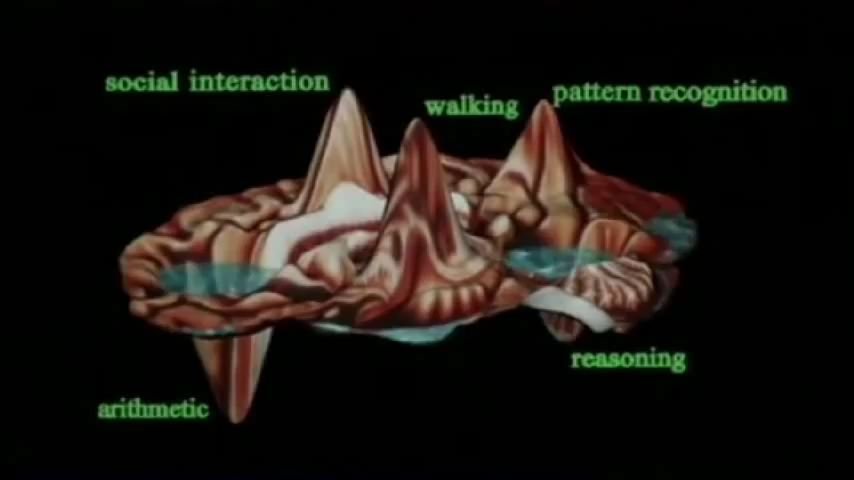 social interaction
walking
pattern recognition
reasoning
arithmetic